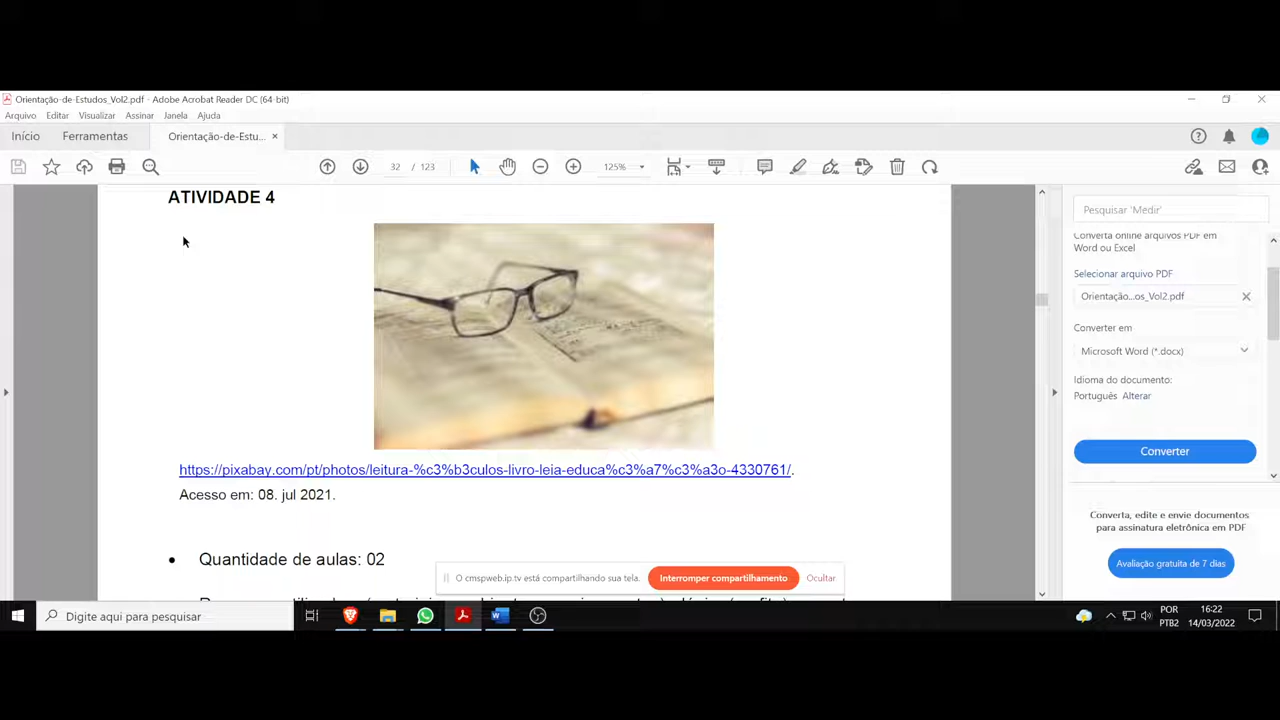 Orientação-de-Estudos_Vol2.pdf - Adobe Acrobat Reader DC (64-bit)
Arquivo Editar Visualizar Assinar Janela Ajuda
Início Ferramentas Orientação-de-Estu... ×
32 / 123 125%
ATIVIDADE 4
https://pixabay.com/pt/photos/leitura-%c3%b3culos-livro-leia-educa%c3%a7%c3%a3o-4330761/.
Acesso em: 08. jul 2021.
• Quantidade de aulas: 02
Pesquisar 'Medir'
Converta online arquivos PDF em
Word ou Excel
Selecionar arquivo PDF
Orientação...os_Vol2.pdf
Converter em
Microsoft Word (*.docx)
Idioma do documento:
Português Alterar
Converter
Converta, edite e envie documentos
para assinatura eletrônica em PDF
Avaliação gratuita de 7 dias
O cmspweb.ip.tv está compartilhando sua tela. Interromper compartilhamento Ocultar
Digite aqui para pesquisar
POR
PTB2
16:22
14/03/2022